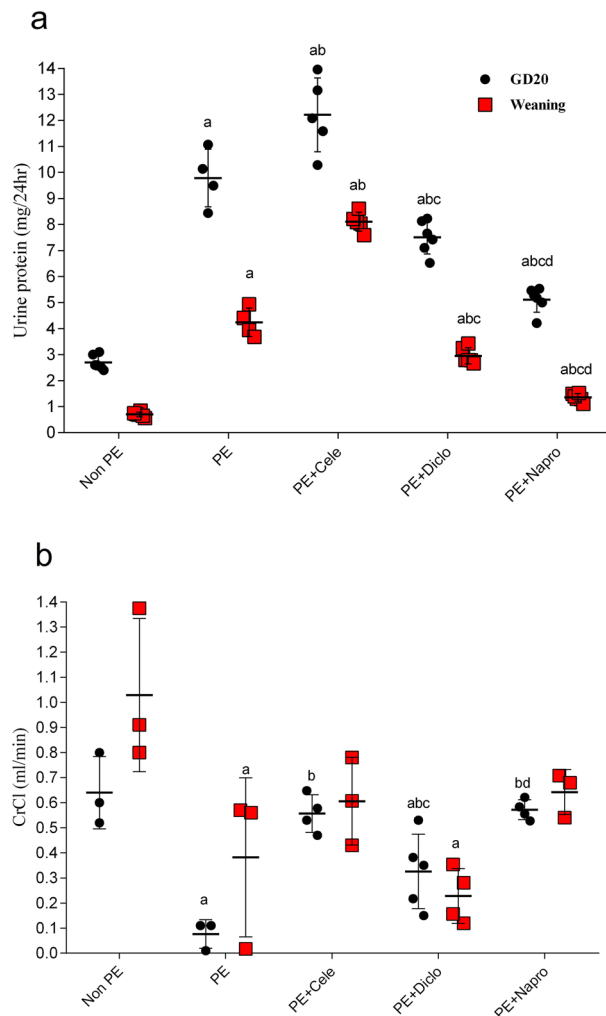 a
Urine protein (mg/24hr)
14
13
12
11
10
9
8
7
6
5
4
3
2
1
0
a
a
ab
ab
abc
abc
abcd
abcd
GD20
Weaning
Non PE
PE
PE+Cele
PE+Diclo
PE+Napro
b
CrCl (ml/min)
1.4
1.3
1.2
1.1
1.0
0.9
0.8
0.7
0.6
0.5
0.4
0.3
0.2
0.1
0.0
a
a
b
abc
a
bd
Non PE
PE
PE+Cele
PE+Diclo
PE+Napro